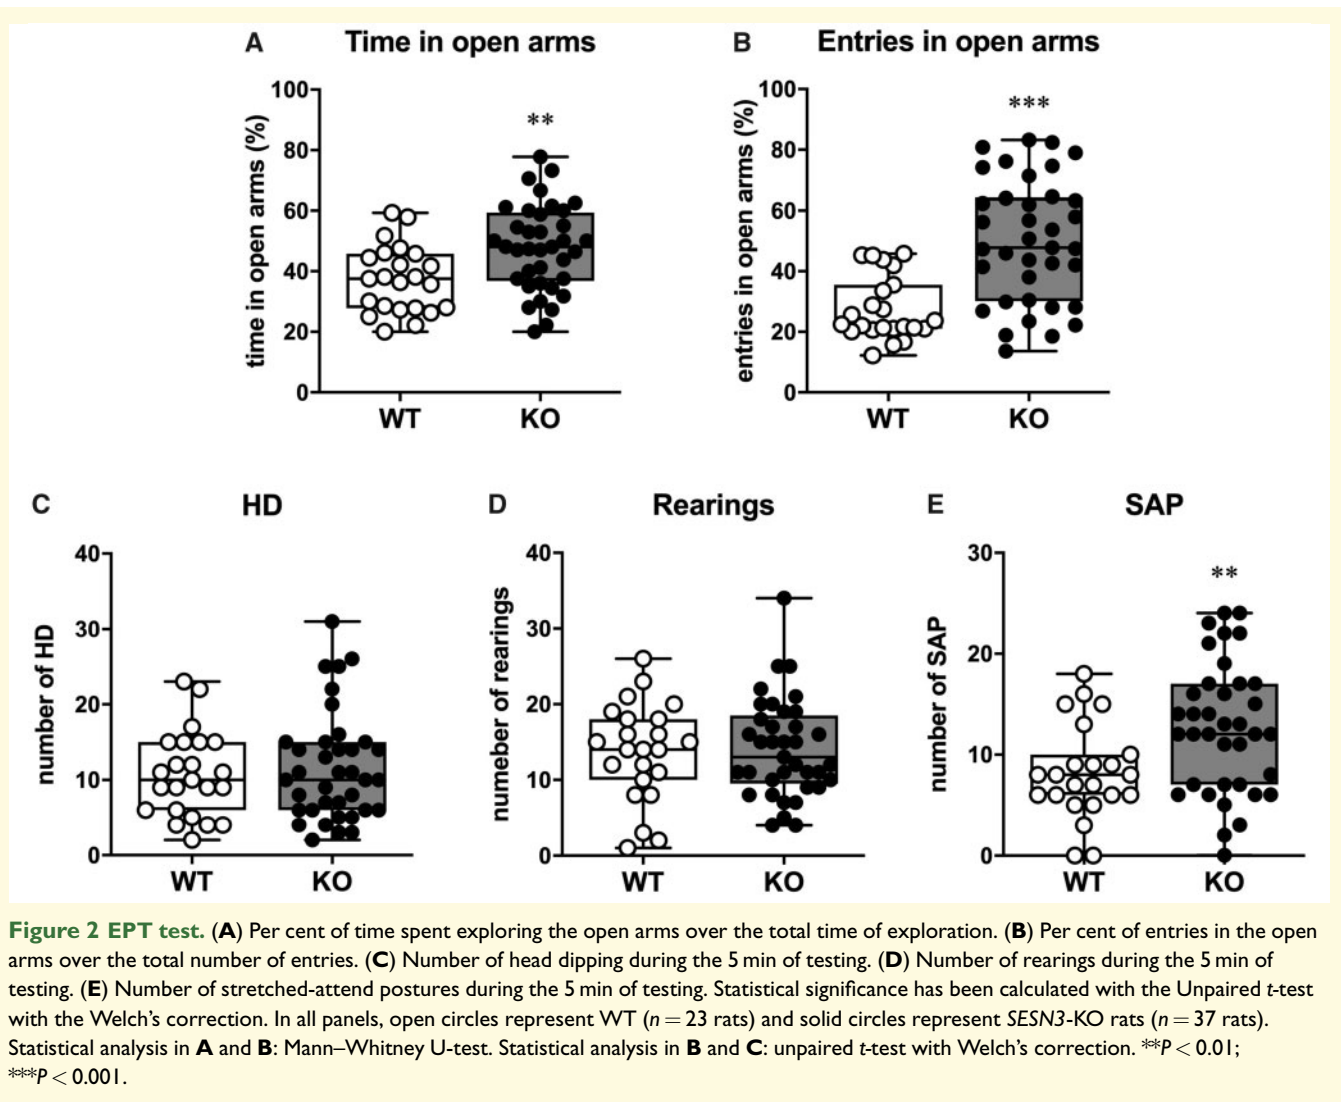 A Time in open arms
B Entries in open arms
time in open arms (%)
100
80
60
40
20
0
**
WT KO
entries in open arms (%)
100
80
60
40
20
0
***
WT KO
C HD
D Rearings
E SAP
number of HD
40
30
20
10
0
WT KO
numeber of rearings
40
30
20
10
0
WT KO
number of SAP
30
20
10
0
**
WT KO
Figure 2 EPT test. (A) Per cent of time spent exploring the open arms over the total time of exploration. (B) Per cent of entries in the open
arms over the total number of entries. (C) Number of head dipping during the 5 min of testing. (D) Number of rearings during the 5 min of
testing. (E) Number of stretched-attend postures during the 5 min of testing. Statistical significance has been calculated with the Unpaired t-test
with the Welch's correction. In all panels, open circles represent WT (n = 23 rats) and solid circles represent SESN3-KO rats (n = 37 rats).
Statistical analysis in A and B: Mann–Whitney U-test. Statistical analysis in B and C: unpaired t-test with Welch's correction. **P < 0.01;
***P < 0.001.